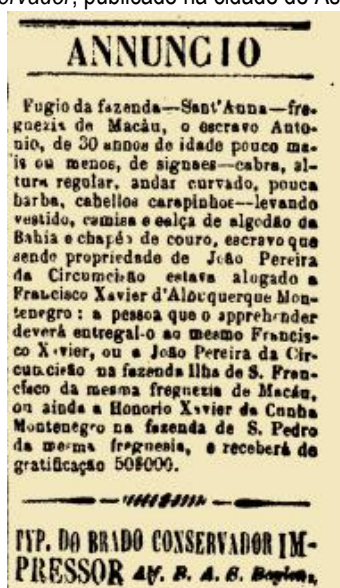 ervador, publicado na cidade de As
ANNUNCIO
Fugio da fazenda—Sant'Anna—fre-
guezia de Macáu, o escravo Anto-
nio, de 30 annos de idade pouco ma-
is ou menos, de signaes—cabra, al-
tura regular, andar curvado, pouca
barba, cabellos carapinhos—levando
vestido, camisa e calça de algodão da
Bahia e chapéo de couro, escravo que
sendo propriedade de João Pereira
da Circumcisão estava alugado a
Francisco Xavier d'Albuquerque Mon-
tenegro: a pessoa que o apprehender
deverá entregal-o ao mesmo Francis-
co Xavier, ou a João Pereira da Cir-
cumcisão na fazenda Ilha de S. Fran-
cisco da mesma freguezia de Macáu,
ou ainda a Honorio Xavier da Cunha
Montenegro na fazenda de S. Pedro
da mesma freguesia, e receberá de
gratificação 50$000.
TYP. DO BRADO CONSERVADOR IM-
PRESSOR B. A. S.